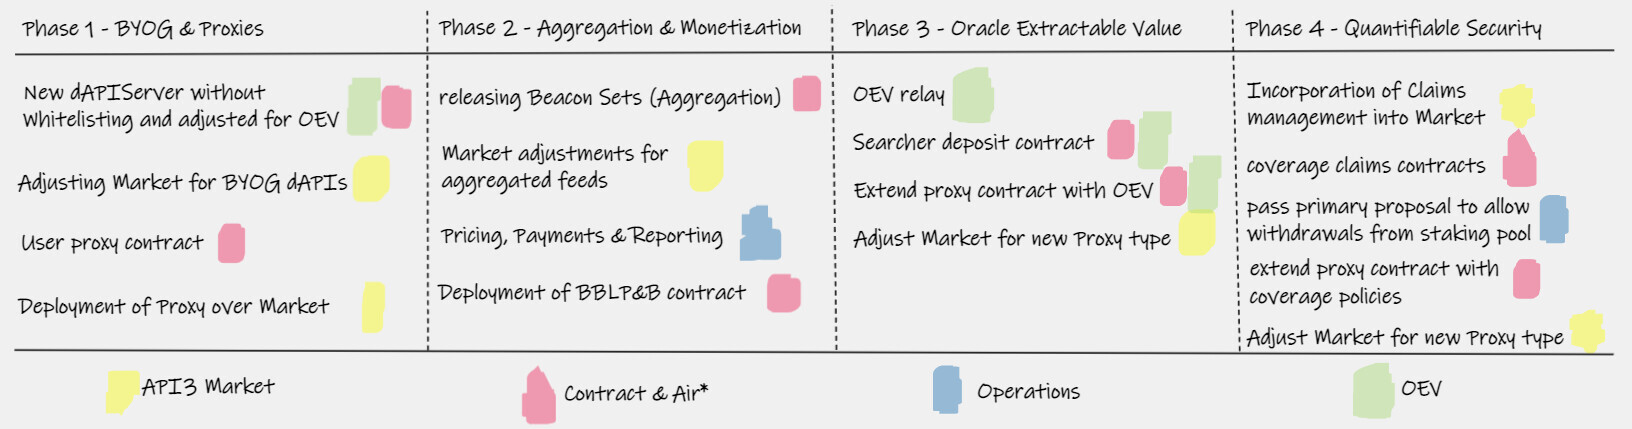 Phase 1 - BYOG & Proxies
New dAPIServer without
Whitelisting and adjusted for OEV
Adjusting Market for BYOG dAPIs
User proxy contract
Deployment of Proxy over Market
Phase 2 - Aggregation & Monetization
releasing Beacon Sets (Aggregation)
Market adjustments for
aggregated feeds
Pricing, Payments & Reporting
Deployment of BBLP&B contract
Phase 3 - Oracle Extractable Value
OEV relay
Searcher deposit contract
Extend proxy contract with OEV
Adjust Market for new Proxy type
Phase 4 - Quantifiable Security
Incorporation of Claims
management into Market
coverage claims contracts
pass primary proposal to allow
withdrawals from staking pool
extend proxy contract with
coverage policies
Adjust Market for new Proxy type
API3 Market
Contract & Air*
Operations
OEV